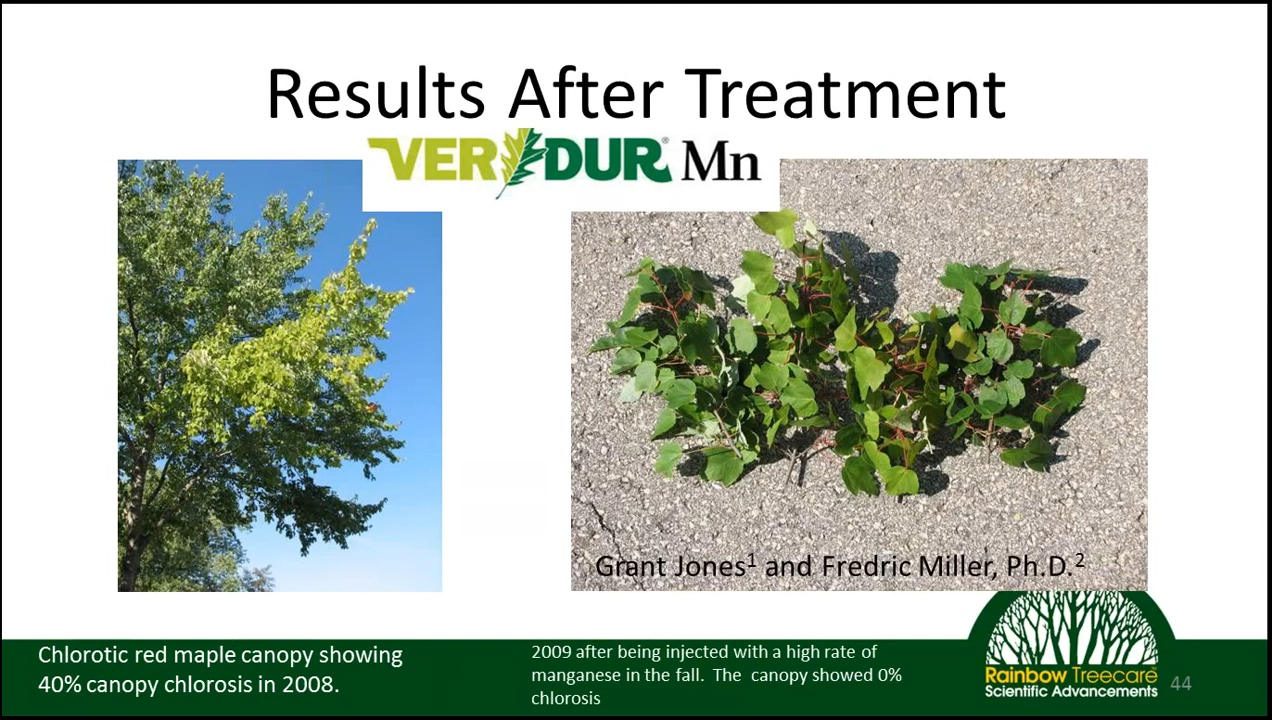 Results After Treatment
VERDUR® Mn
Grant Jones1 and Fredric Miller, Ph.D.2
Chlorotic red maple canopy showing
40% canopy chlorosis in 2008.
2009 after being injected with a high rate of
manganese in the fall.  The  canopy showed 0%
chlorosis
Rainbow Treecare
Scientific Advancements
44